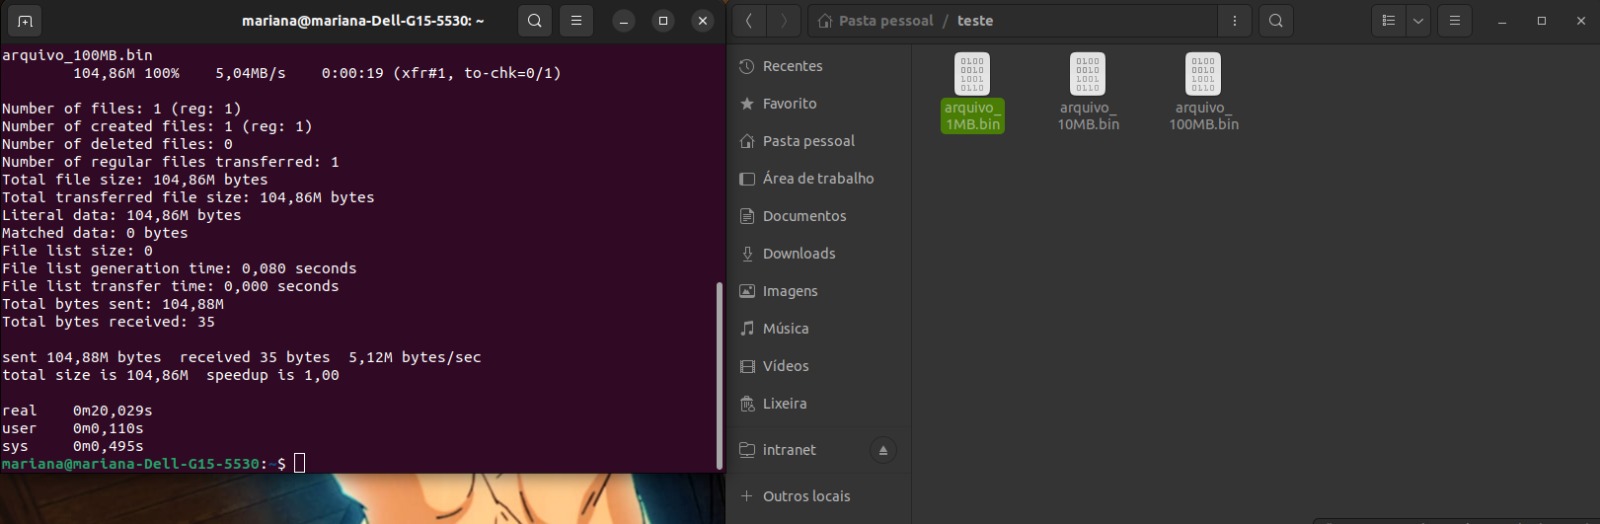 mariana@mariana-Dell-G15-5530: ~
arquivo_100MB.bin
104,86M 100% 5,04MB/s 0:00:19 (xfr#1, to-chk=0/1)
Number of files: 1 (reg: 1)
Number of created files: 1 (reg: 1)
Number of deleted files: 0
Number of regular files transferred: 1
Total file size: 104,86M bytes
Total transferred file size: 104,86M bytes
Literal data: 104,86M bytes
Matched data: 0 bytes
File list size: 0
File list generation time: 0,080 seconds
File list transfer time: 0,000 seconds
Total bytes sent: 104,88M
Total bytes received: 35
sent 104,88M bytes  received 35 bytes  5,12M bytes/sec
total size is 104,86M  speedup is 1,00
real 0m20,029s
user 0m0,110s
sys 0m0,495s
mariana@mariana-Dell-G15-5530:~$
Pasta pessoal / teste
Recentes
Favorito
Pasta pessoal
Área de trabalho
Documentos
Downloads
Imagens
Música
Vídeos
Lixeira
intranet
Outros locais
0100
0010
1001
0110
arquivo_
1MB.bin
0100
0010
1001
0110
arquivo_
10MB.bin
0100
0010
1001
0110
arquivo_
100MB.bin